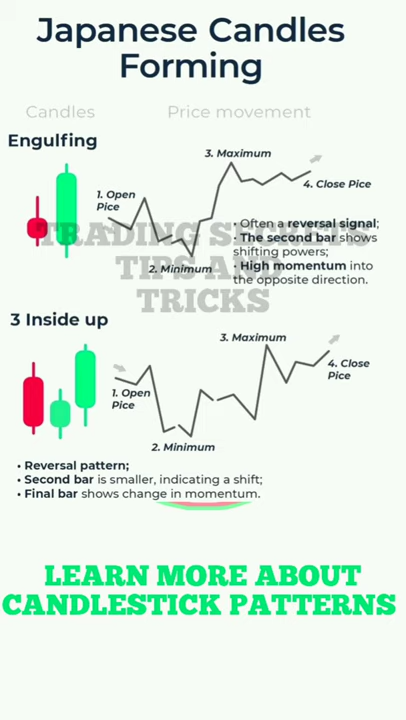 Japanese Candles
Forming
Candles
Price movement
Engulfing
3. Maximum
1. Open
Pice
4. Close Pice
2. Minimum
• Often a reversal signal;
• The second bar shows
shifting powers;
• High momentum into
the opposite direction.
TRADING SECRETS
TIPS AND
TRICKS
3 Inside up
3. Maximum
1. Open
Pice
4. Close
Pice
2. Minimum
• Reversal pattern;
• Second bar is smaller, indicating a shift;
• Final bar shows change in momentum.
LEARN MORE ABOUT
CANDLESTICK PATTERNS